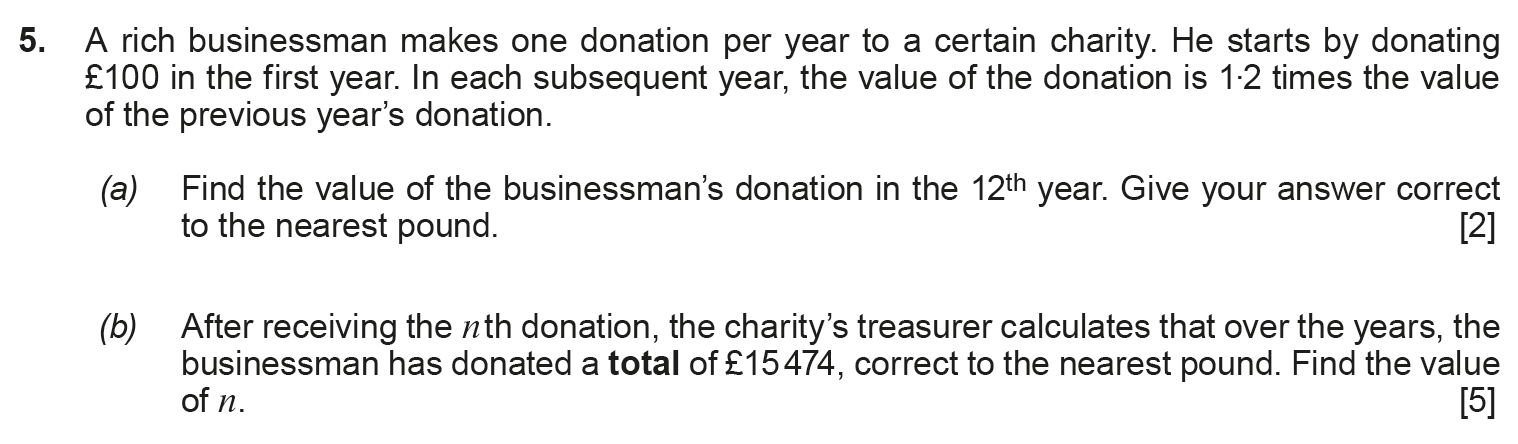 5. A rich businessman makes one donation per year to a certain charity. He starts by donating
£100 in the first year. In each subsequent year, the value of the donation is 1·2 times the value
of the previous year’s donation.
(a) Find the value of the businessman’s donation in the 12th year. Give your answer correct
to the nearest pound. [2]
(b) After receiving the nth donation, the charity’s treasurer calculates that over the years, the
businessman has donated a total of £15 474, correct to the nearest pound. Find the value
of n. [5]